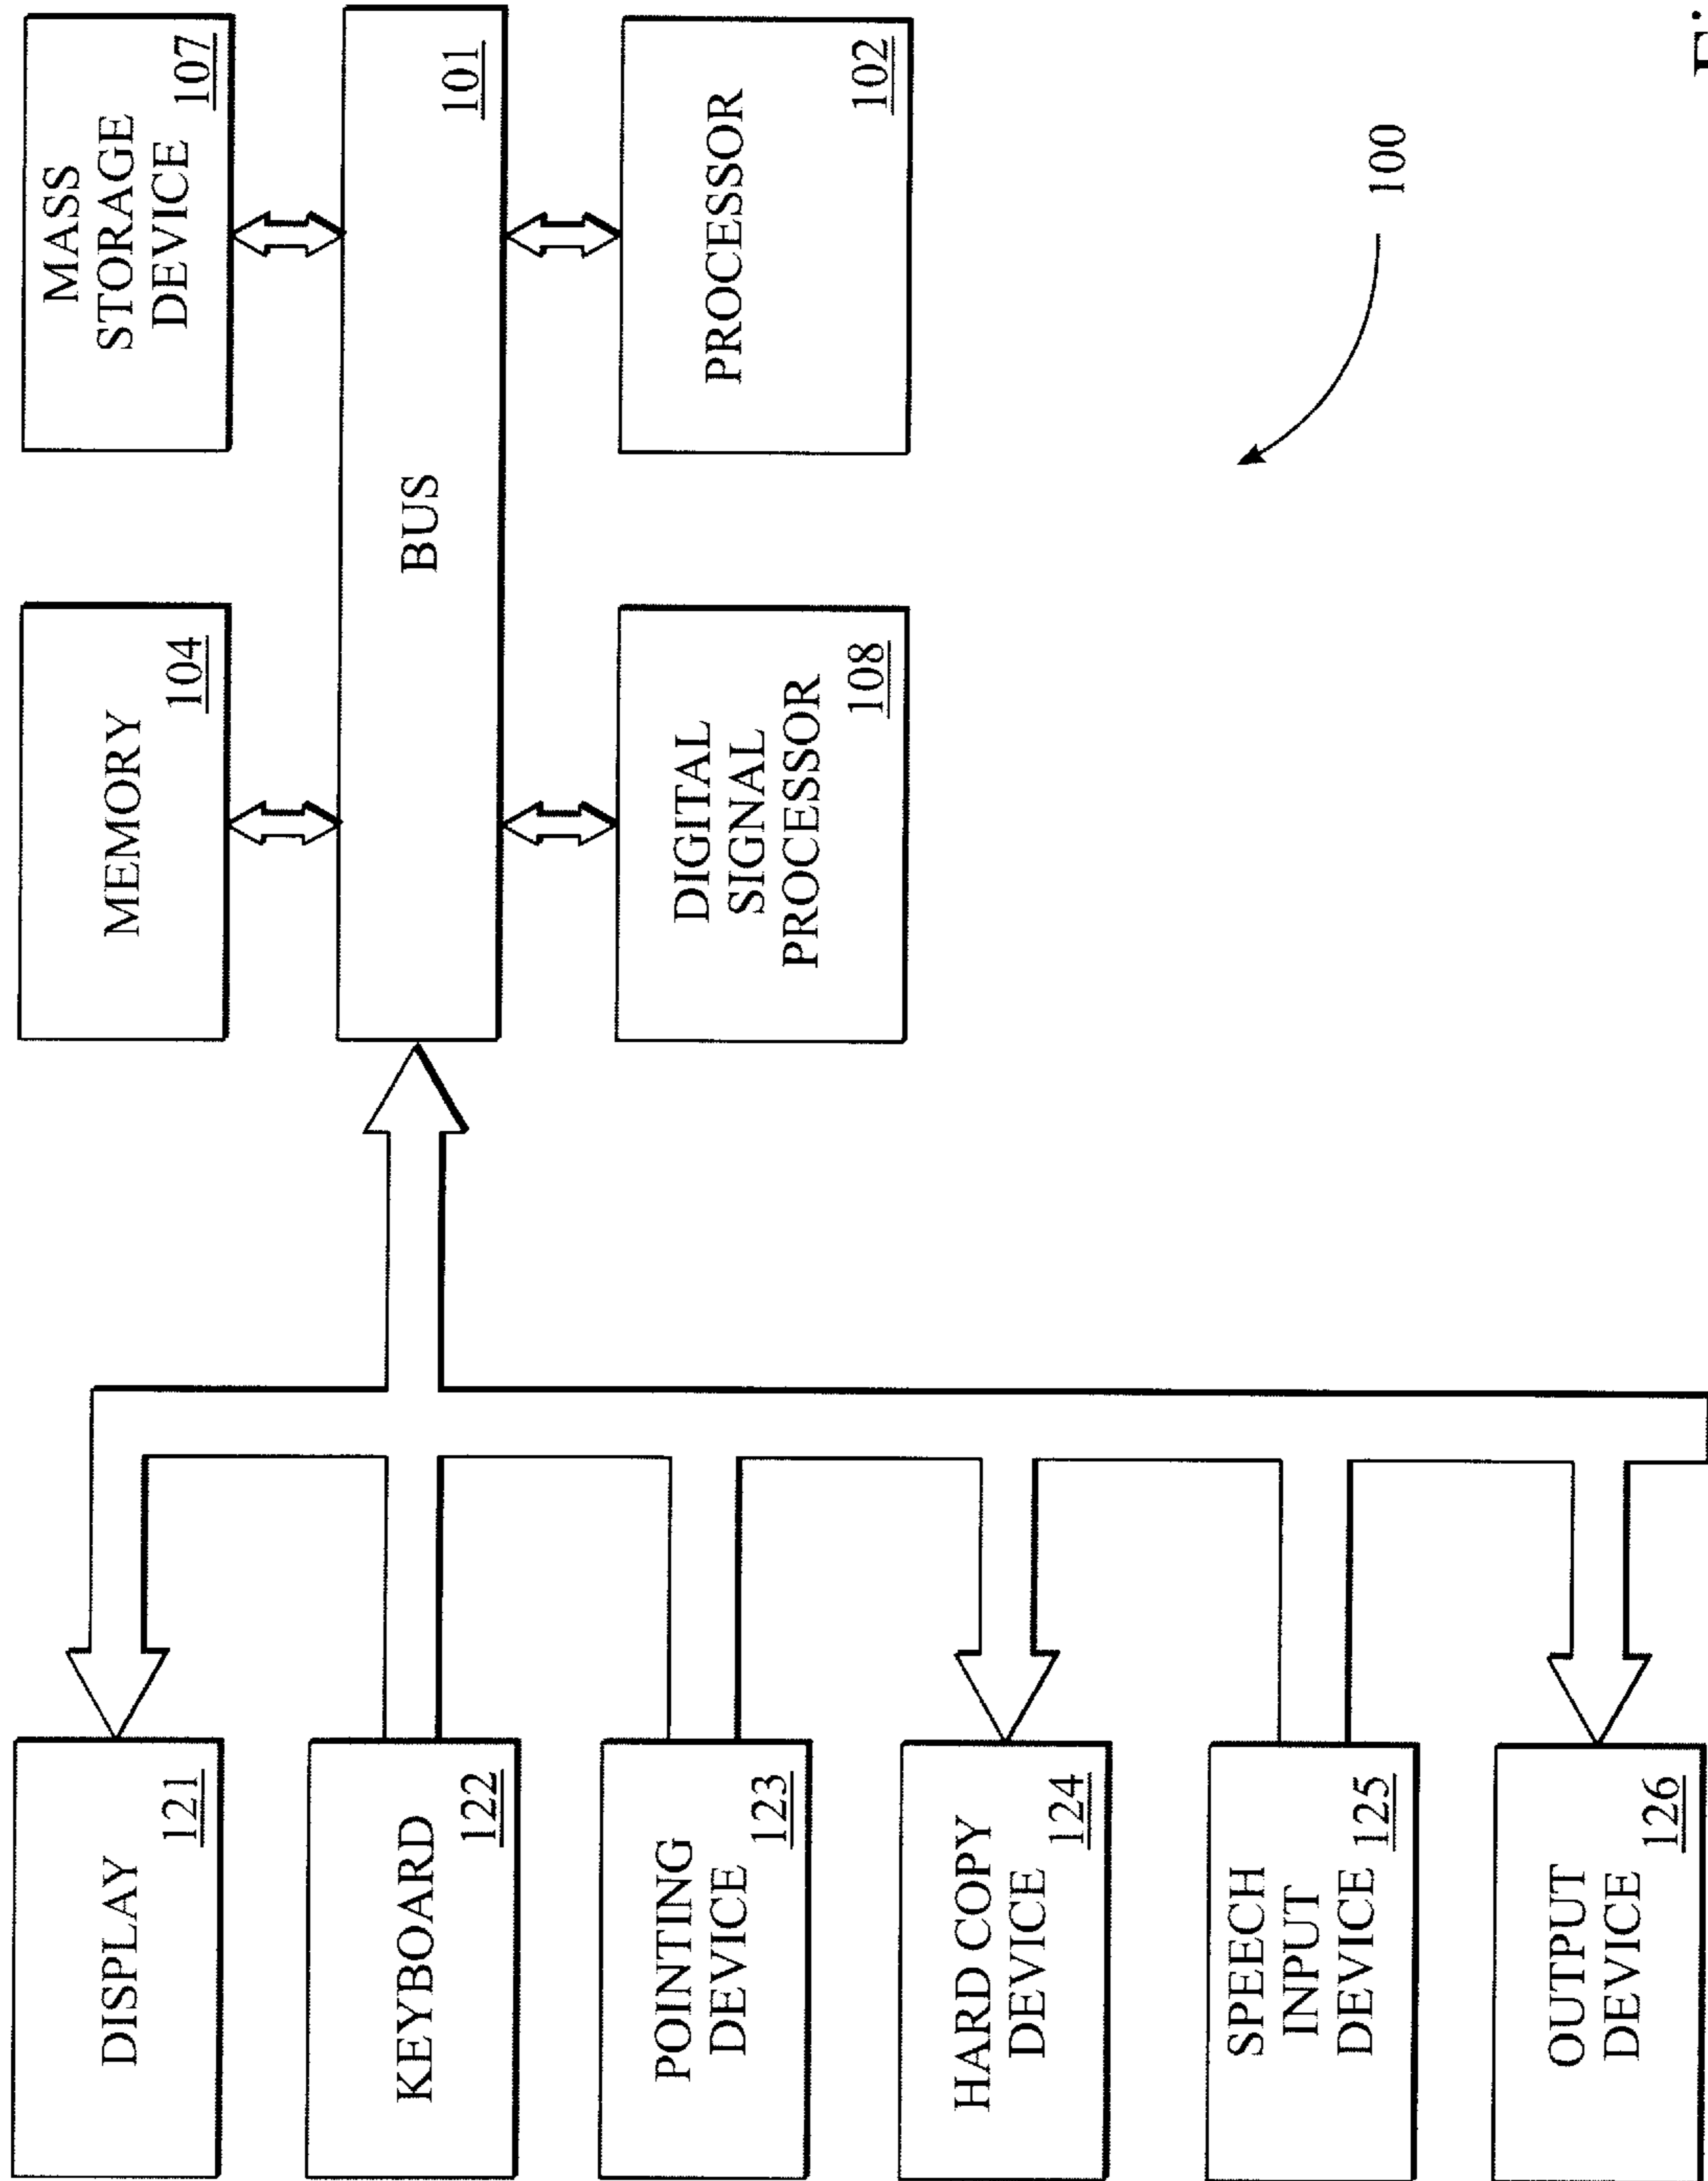 DISPLAY
121
KEYBOARD
122
POINTING
DEVICE
123
HARD COPY
DEVICE
124
SPEECH
INPUT
DEVICE
125
OUTPUT
DEVICE
126
MEMORY
104
MASS
STORAGE
DEVICE
107
BUS
101
DIGITAL
SIGNAL
PROCESSOR
108
PROCESSOR
102
100